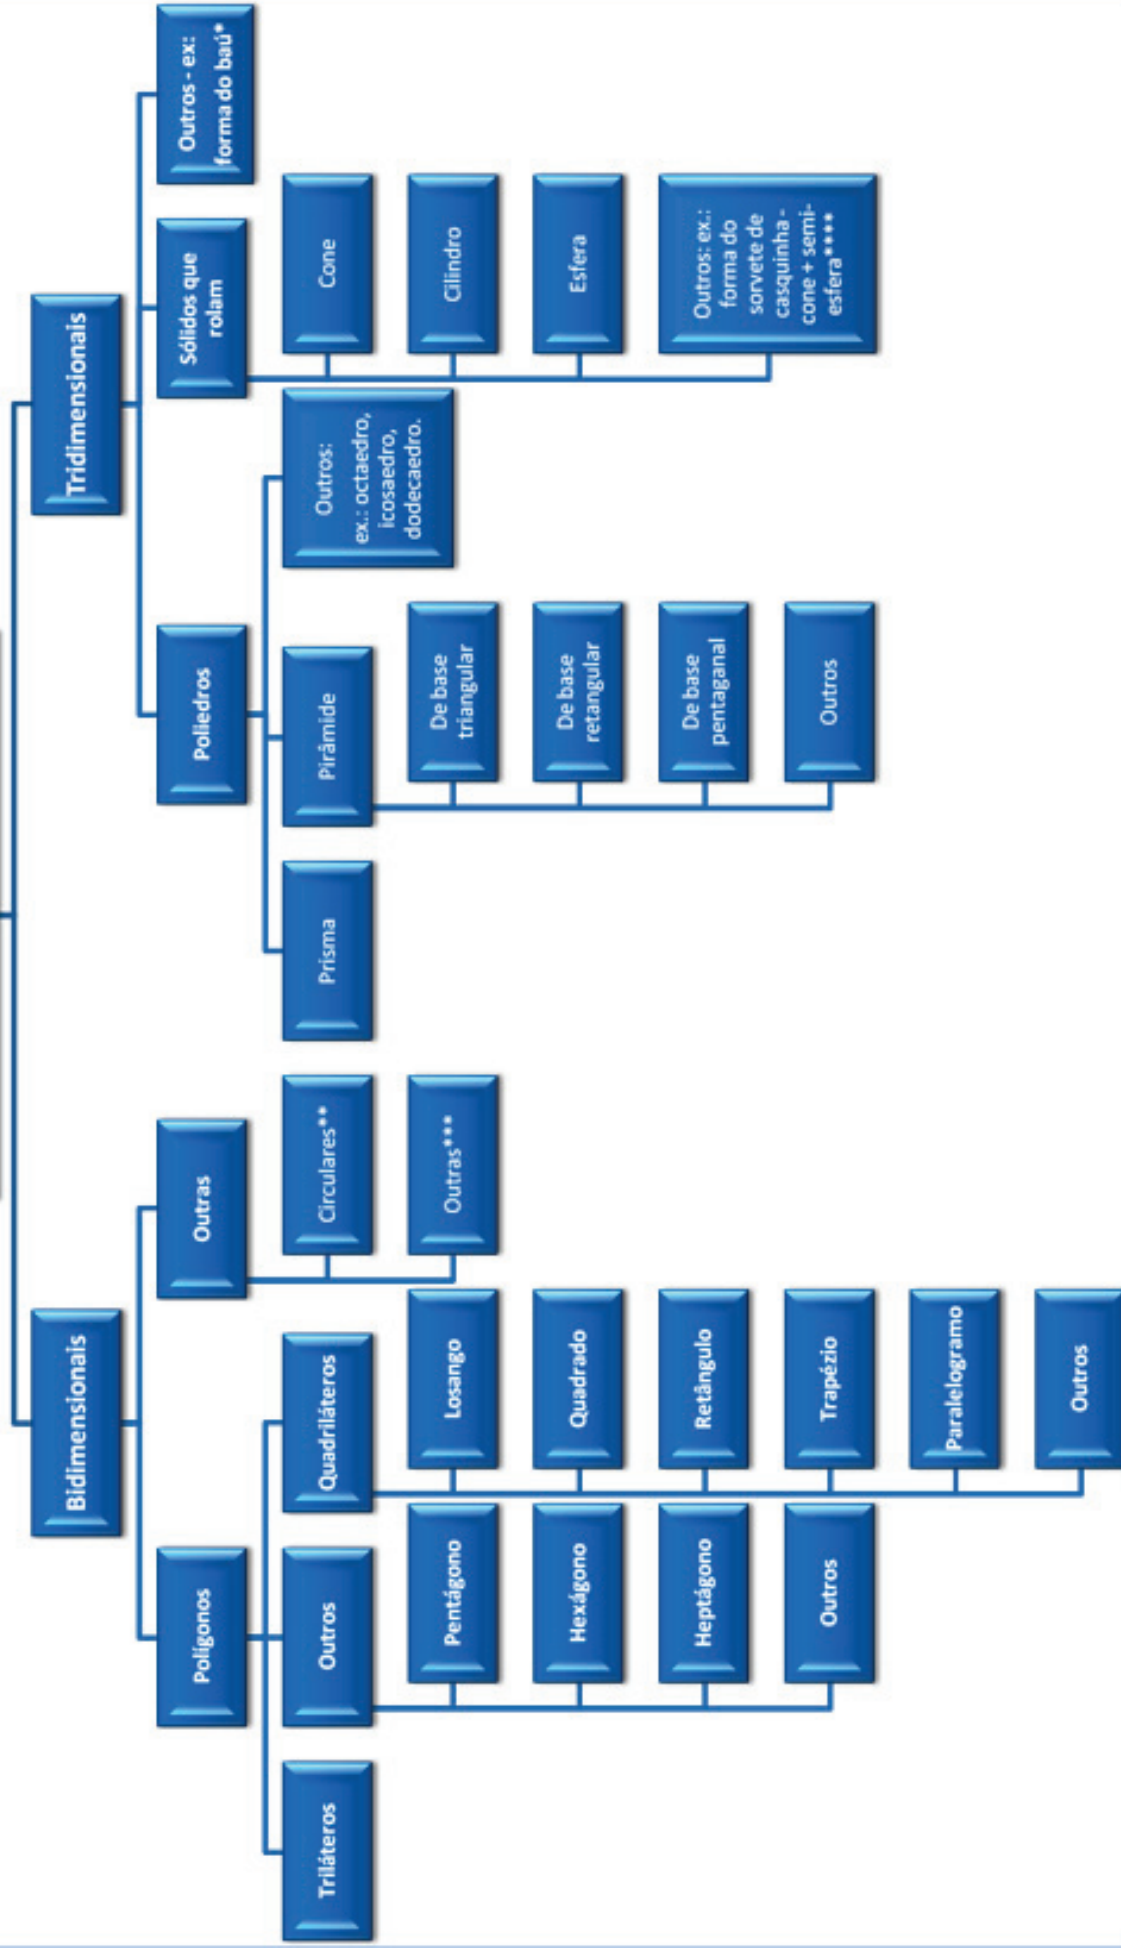 Bidimensionais
Tridimensionais
Polígonos
Outras
Poliedros
Sólidos que
rolam
Outros - ex:
forma do baú*
Triláteros
Outros
Quadriláteros
Circulares**
Prisma
Pirâmide
Outros:
ex.: octaedro,
icosaedro,
dodecaedro.
Cone
Pentágono
Losango
Outras***
De base
triangular
Cilindro
Hexágono
Quadrado
De base
retangular
Esfera
Heptágono
Retângulo
De base
pentaganal
Outros: ex.:
forma do
sorvete de
casquinha -
cone + semi-
esfera****
Outros
Trapézio
Outros
Paralelogramo
Outros